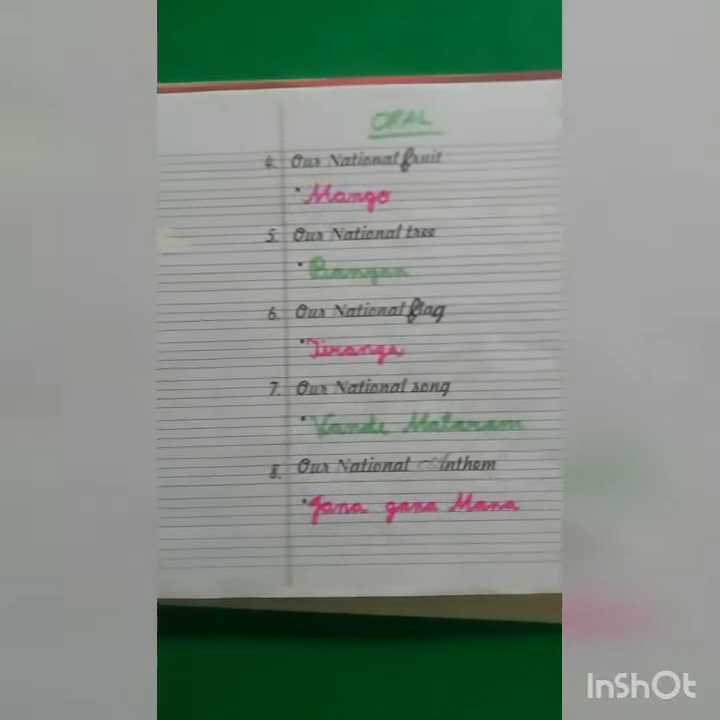 ORAL
4. Our National fruit
• Mango
5. Our National tree
• Banyan
6. Our National flag
• Tiranga
7. Our National song
• Vande Mataram
8. Our National Anthem
• Jana gana Mana
InShOt